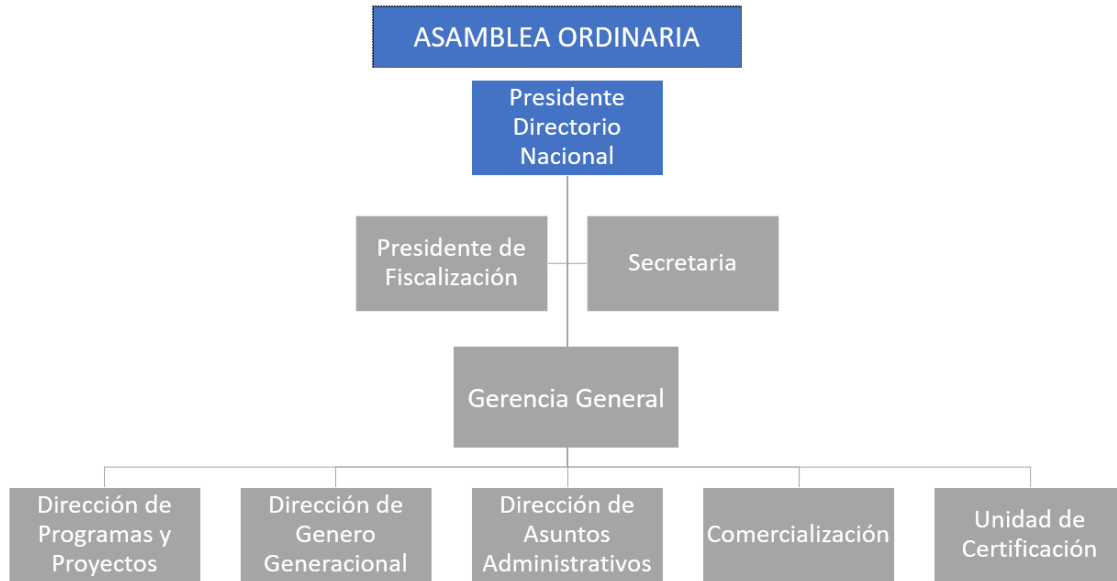 ASAMBLEA ORDINARIA
Presidente
Directorio
Nacional
Presidente de
Fiscalización
Secretaria
Gerencia General
Dirección de
Programas y
Proyectos
Dirección de
Genero
Generacional
Dirección de
Asuntos
Administrativos
Comercialización
Unidad de
Certificación